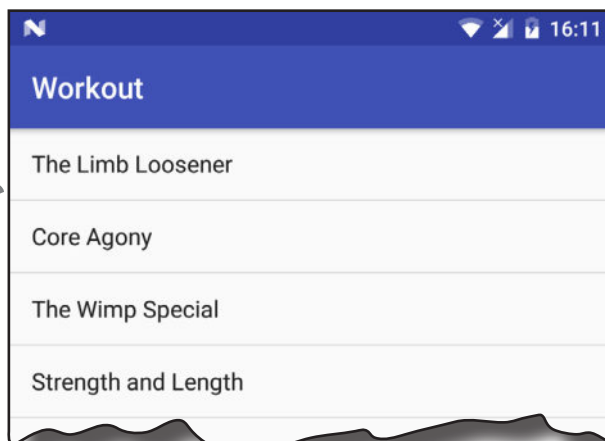 N 16:11
Workout
The Limb Loosener
Core Agony
The Wimp Special
Strength and Length